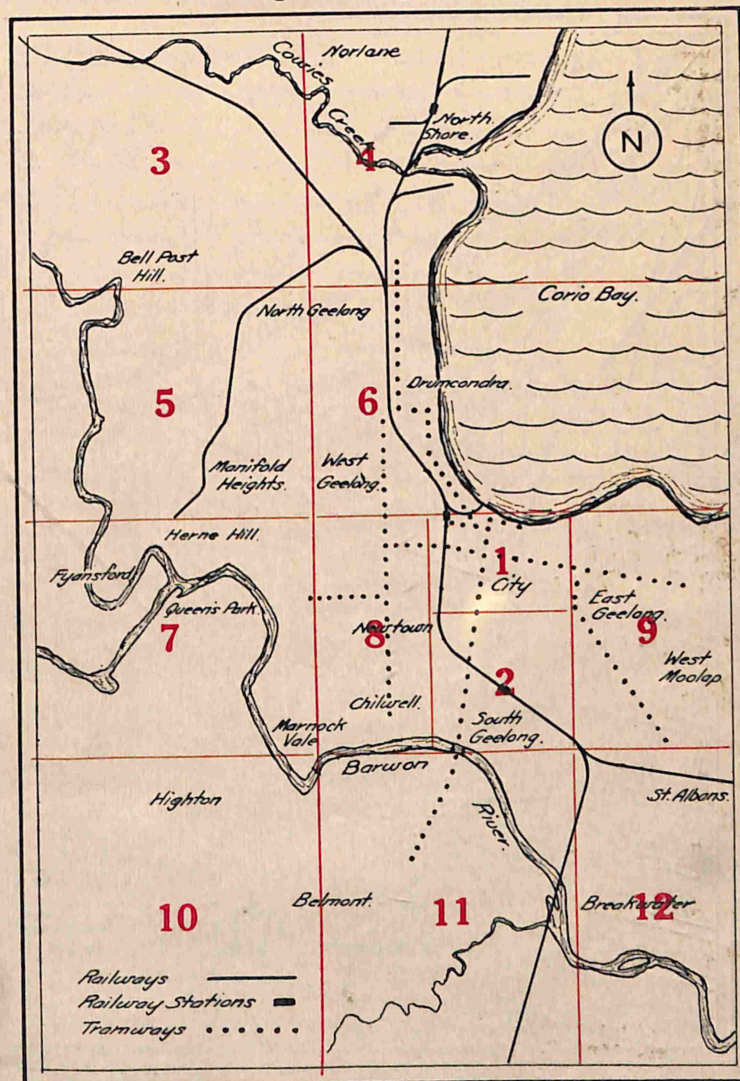 Norlane
Cowies
Creek
North
Shore.
N
3
4
Bell Post
Hill.
North Geelong
Corio Bay.
Drumcondra.
5
6
Manifold
Heights.
West
Geelong.
Herne Hill.
1
City
Fyansford
Queen's Park.
East
Geelong.
7
Newtown
8
9
West
Moolap.
2
Chilwell.
Marnock
Vale
South
Geelong.
Barwon
River.
Highton
St. Albans.
Belmont.
Breakwater
10
11
12
Railways
Railway Stations
Tramways